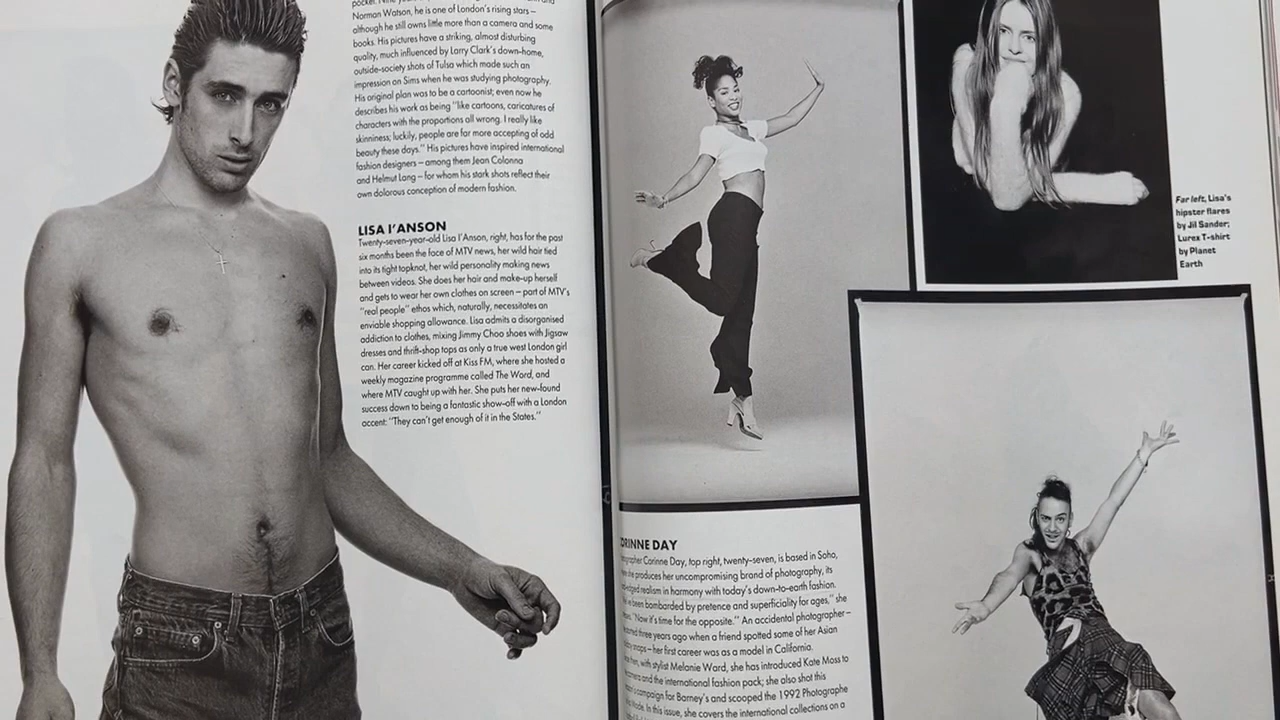 Norman Watson, he is one of London's rising stars –
although he still owns little more than a camera and some
books. His pictures have a striking, almost disturbing
quality, much influenced by Larry Clark's down-home,
outside-society shots of Tulsa which made such an
impression on Sims when he was studying photography.
His original plan was to be a cartoonist; even now he
describes his work as being "like cartoons, caricatures of
characters with the proportions all wrong. I really like
skinniness; luckily, people are far more accepting of odd
beauty these days." His pictures have inspired international
fashion designers – among them Jean Colonna
and Helmut Lang – for whom his stark shots reflect their
own dolorous conception of modern fashion.
LISA I'ANSON
Twenty-seven-year-old Lisa I'Anson, right, has for the past
six months been the face of MTV news, her wild hair tied
into its tight topknot, her wild personality making news
between videos. She does her hair and make-up herself
and gets to wear her own clothes on screen – part of MTV's
"real people" ethos which, naturally, necessitates an
enviable shopping allowance. Lisa admits a disorganised
addiction to clothes, mixing Jimmy Choo shoes with Jigsaw
dresses and thrift-shop tops as only a true west London girl
can. Her career kicked off at Kiss FM, where she hosted a
weekly magazine programme called The Word, and
where MTV caught up with her. She puts her new-found
success down to being a fantastic show-off with a London
accent: "They can't get enough of it in the States."
Far left, Lisa's
hipster flares
by Jil Sander;
Lurex T-shirt
by Planet
Earth
CORINNE DAY
Corinne Day, top right, twenty-seven, is based in Soho,
she produces her uncompromising brand of photography, its
realism in harmony with today's down-to-earth fashion.
been bombarded by pretence and superficiality for ages," she
"Now it's time for the opposite." An accidental photographer –
three years ago when a friend spotted some of her Asian
snaps – her first career was as a model in California.
then, with stylist Melanie Ward, she has introduced Kate Moss to
camera and the international fashion pack; she also shot this
campaign for Barney's and scooped the 1992 Photographe
Mode. In this issue, she covers the international collections on a